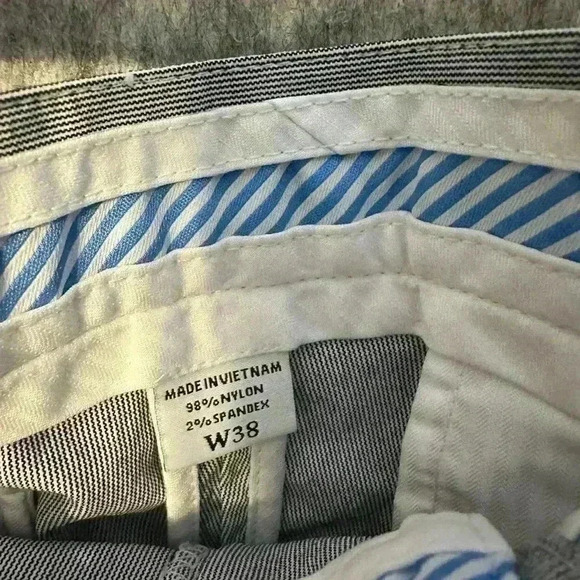 MADE IN VIETNAM
98% NYLON
2% SPANDEX
W38